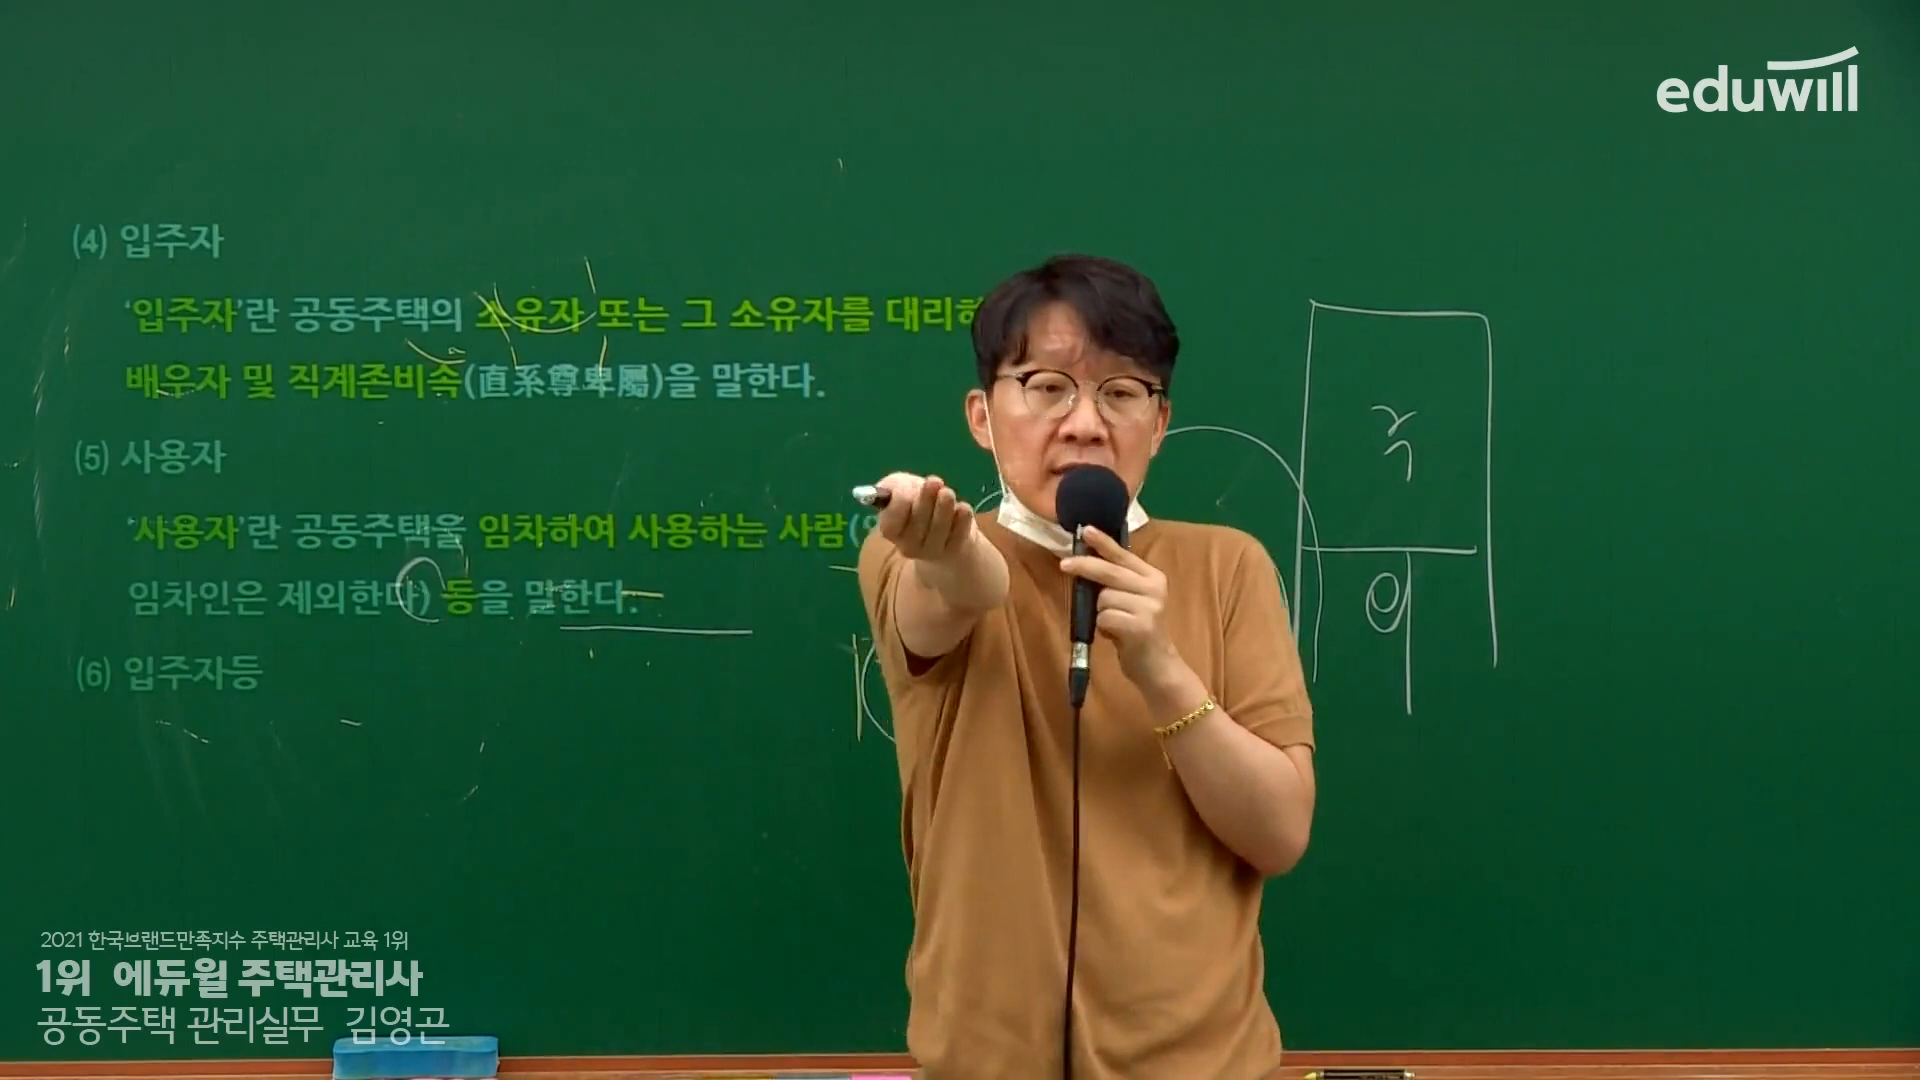 eduwill
(4) 입주자
‘입주자’란 공동주택의 소유자 또는 그 소유자를 대리하
배우자 및 직계존비속(直系尊卑屬)을 말한다.
(5) 사용자
‘사용자’란 공동주택을 임차하여 사용하는 사람(
임차인은 제외한다) 등을 말한다.
(6) 입주자등
주
의
2021 한국브랜드만족지수 주택관리사 교육 1위
1위 에듀윌 주택관리사
공동주택 관리실무 김영곤